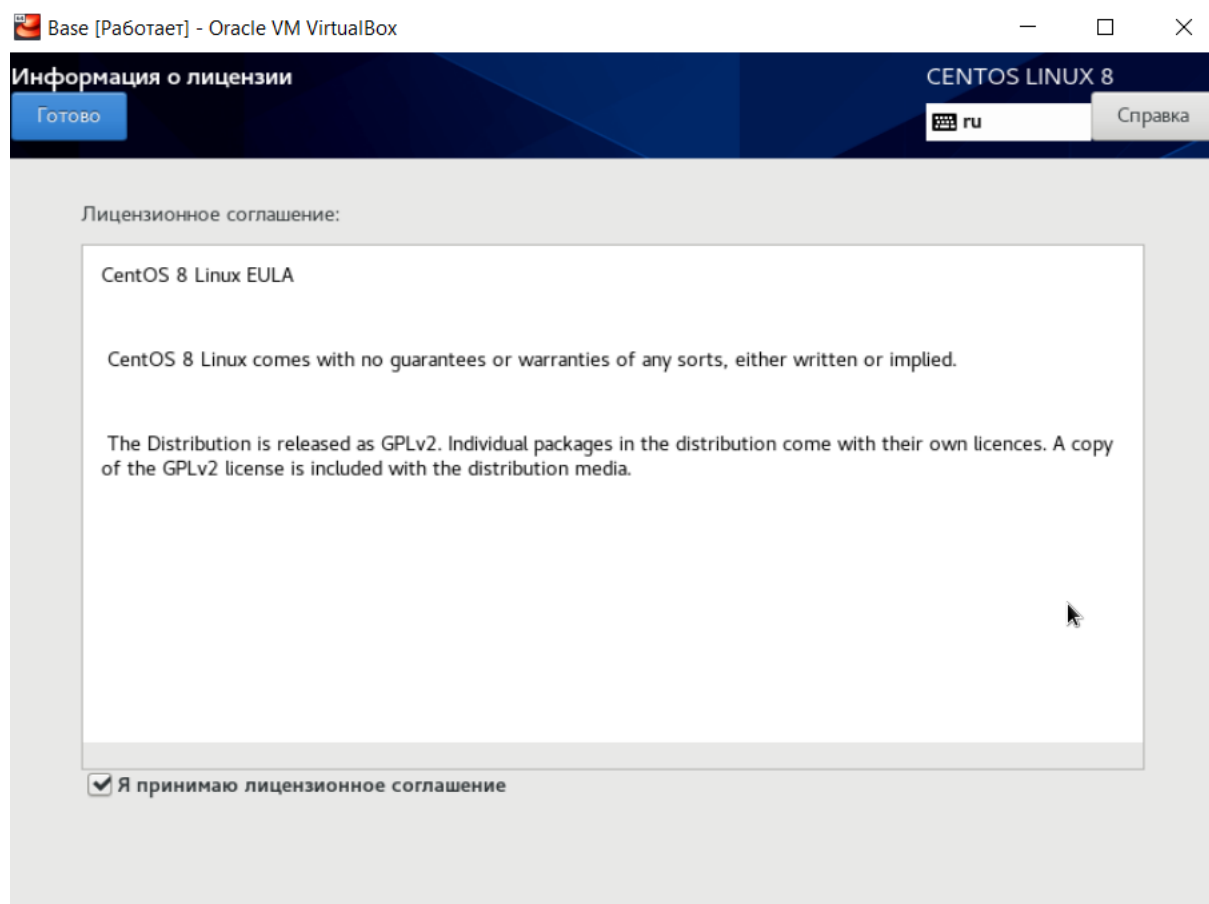 Base [Работает] - Oracle VM VirtualBox
Информация о лицензии
CENTOS LINUX 8
Готово
ru
Справка
Лицензионное соглашение:
CentOS 8 Linux EULA
CentOS 8 Linux comes with no guarantees or warranties of any sorts, either written or implied.
The Distribution is released as GPLv2. Individual packages in the distribution come with their own licences. A copy
of the GPLv2 license is included with the distribution media.
Я принимаю лицензионное соглашение